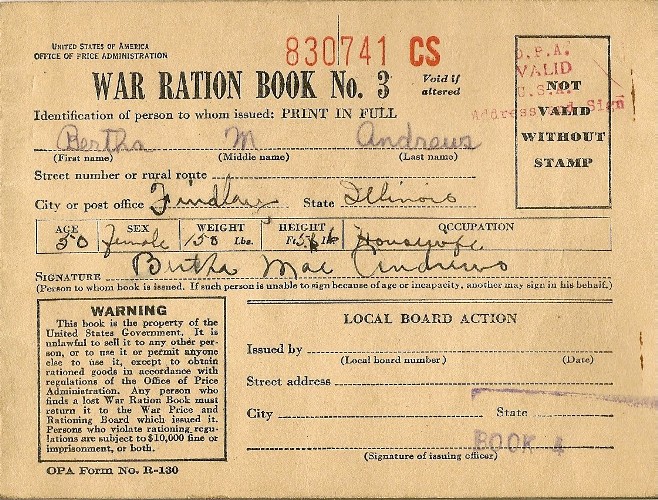 UNITED STATES OF AMERICA
OFFICE OF PRICE ADMINISTRATION
830741 CS
WAR RATION BOOK No. 3
Void if altered
O.P.A.
VALID
U.S.A.
Address and Sign
NOT
VALID
WITHOUT
STAMP
Identification of person to whom issued: PRINT IN FULL
Bertha M Andrews
(First name) (Middle name) (Last name)
Street number or rural route
City or post office Findlay State Illinois
AGE SEX WEIGHT HEIGHT OCCUPATION
50 female 150 Lbs. Ft. In. Housewife
SIGNATURE Bertha Mae Andrews
(Person to whom book is issued. If such person is unable to sign because of age or incapacity, another may sign in his behalf.)
WARNING
This book is the property of the
United States Government. It is
unlawful to sell it to any other per-
son, or to use it or permit anyone
else to use it, except to obtain
rationed goods in accordance with
regulations of the Office of Price
Administration. Any person who
finds a lost War Ration Book must
return it to the War Price and
Rationing Board which issued it.
Persons who violate rationing regu-
lations are subject to $10,000 fine or
imprisonment, or both.
OPA Form No. R-130
LOCAL BOARD ACTION
Issued by
(Local board number) (Date)
Street address
City State
BOOK 4
(Signature of issuing officer)